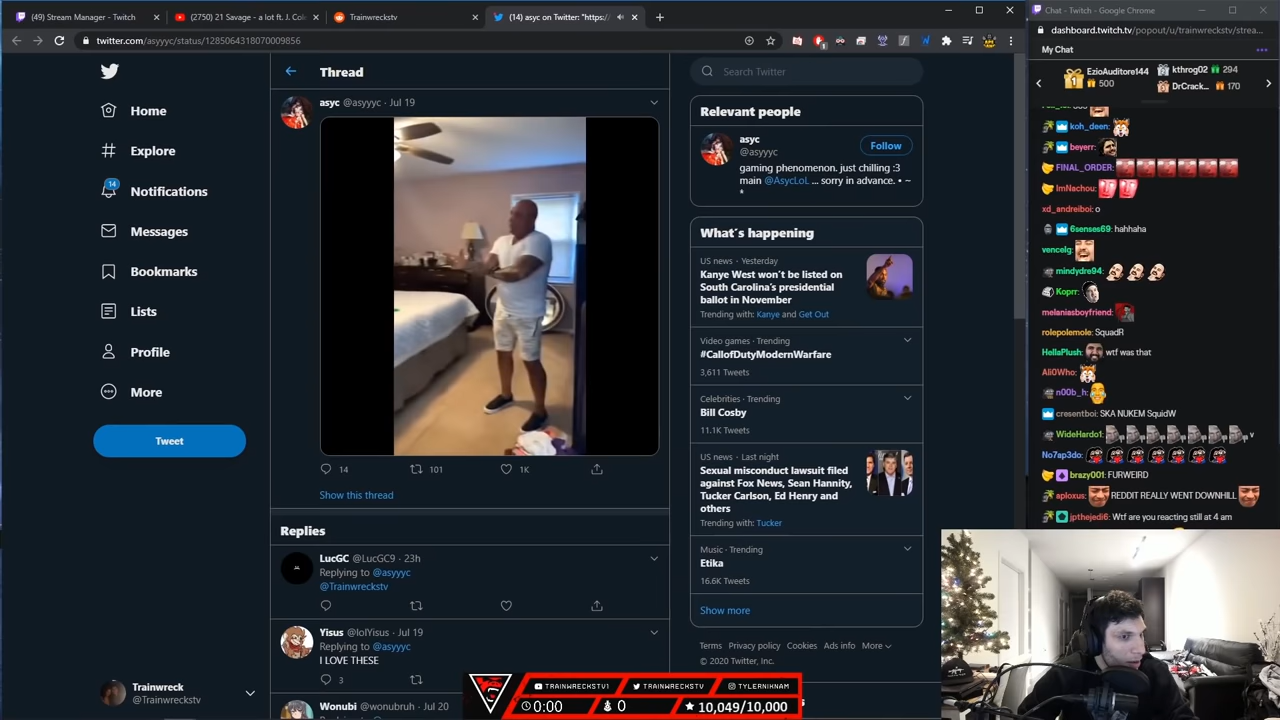 (49) Stream Manager - Twitch
(2750) 21 Savage - a lot ft. J. Col
Trainwreckstv
(14) asyc on Twitter: "https:/
twitter.com/asyyyc/status/1285064318070009856
Home
Explore
14
Notifications
Messages
Bookmarks
Lists
Profile
More
Tweet
Trainwreck
@Trainwreckstv
Thread
asyc @asyyyc · Jul 19
14
101
1K
Show this thread
Replies
LucGC @LucGC9 · 23h
Replying to @asyyyc
@Trainwreckstv
Yisus @lolYisus · Jul 19
Replying to @asyyyc
I LOVE THESE
3
Wonubi @wonubruh · Jul 20
Search Twitter
Relevant people
asyc
@asyyyc
Follow
gaming phenomenon. just chilling :3
main @AsycLoL ... sorry in advance. • ~
*
What's happening
US news · Yesterday
Kanye West won't be listed on
South Carolina's presidential
ballot in November
Trending with: Kanye and Get Out
Video games · Trending
#CallofDutyModernWarfare
3,611 Tweets
Celebrities · Trending
Bill Cosby
11.1K Tweets
US news · Last night
Sexual misconduct lawsuit filed
against Fox News, Sean Hannity,
Tucker Carlson, Ed Henry and
others
Trending with: Tucker
Music · Trending
Etika
16.6K Tweets
Show more
Terms Privacy policy Cookies Ads info More
© 2020 Twitter, Inc.
TRAINWRECKSTV1
TRAINWRECKSTV
TYLERNIKNAM
0:00
0
10,049/10,000
Chat - Twitch - Google Chrome
dashboard.twitch.tv/popout/u/trainwreckstv/strea...
My Chat
EzioAuditore144
500
kthrog02 294
DrCrack... 170
koh_deen:
beyerr:
FINAL_ORDER:
ImNachou:
xd_andreiboi: o
6senses69: hahhaha
vencelg:
mindydre94:
Koprr:
melaniasboyfriend:
rolepolemole: SquadR
HellaPlush: wtf was that
Ali0Who:
n00b_h:
cresentboi: SKA NUKEM SquidW
WideHardo1: v
No7ap3do:
brazy001: FURWEIRD
aploxus: REDDIT REALLY WENT DOWNHILL
jpthejedi6: Wtf are you reacting still at 4 am